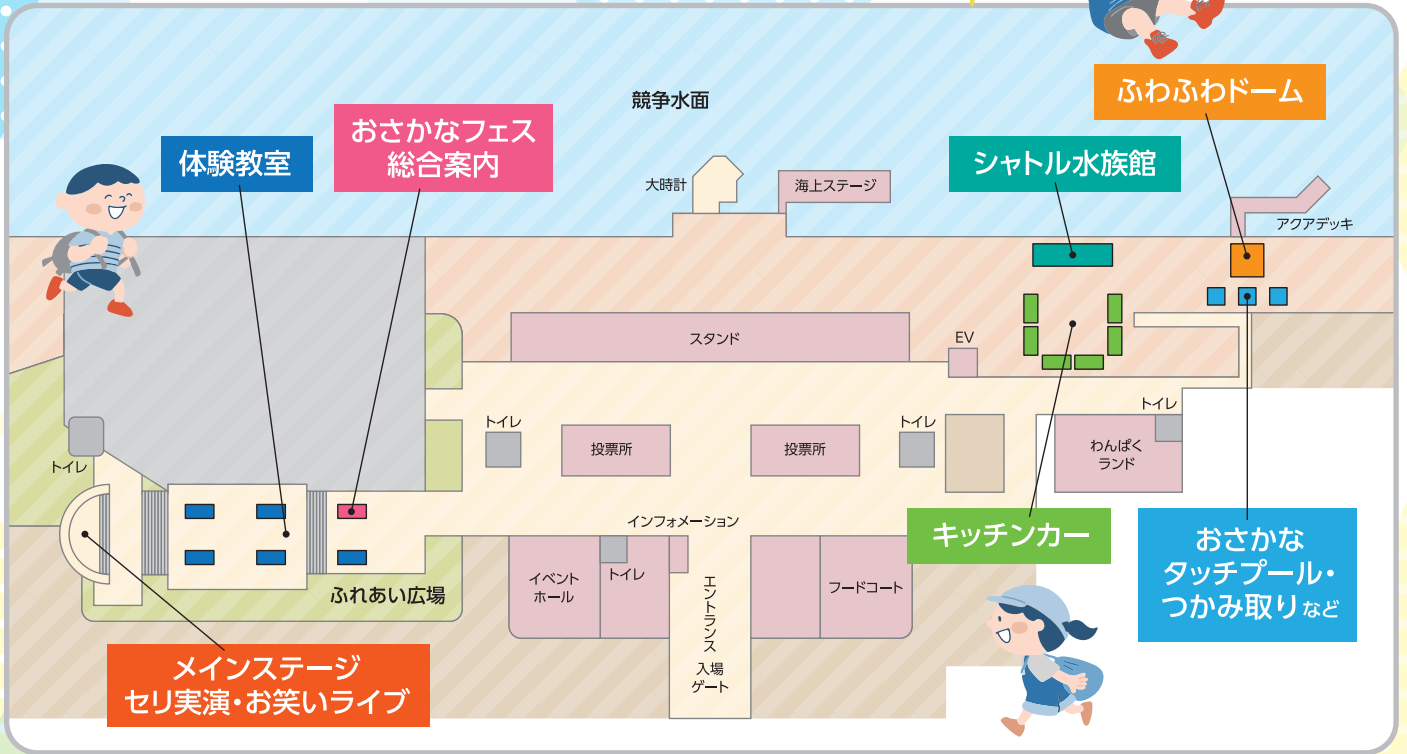 競争水面
ふわふわドーム
おさかなフェス
総合案内
体験教室
シャトル水族館
大時計
海上ステージ
アクアデッキ
スタンド
EV
トイレ
トイレ
トイレ
投票所
投票所
わんぱく
ランド
トイレ
インフォメーション
キッチンカー
おさかな
タッチプール・
つかみ取りなど
イベント
ホール
トイレ
エントランス
フードコート
ふれあい広場
入場
ゲート
メインステージ
セリ実演・お笑いライブ